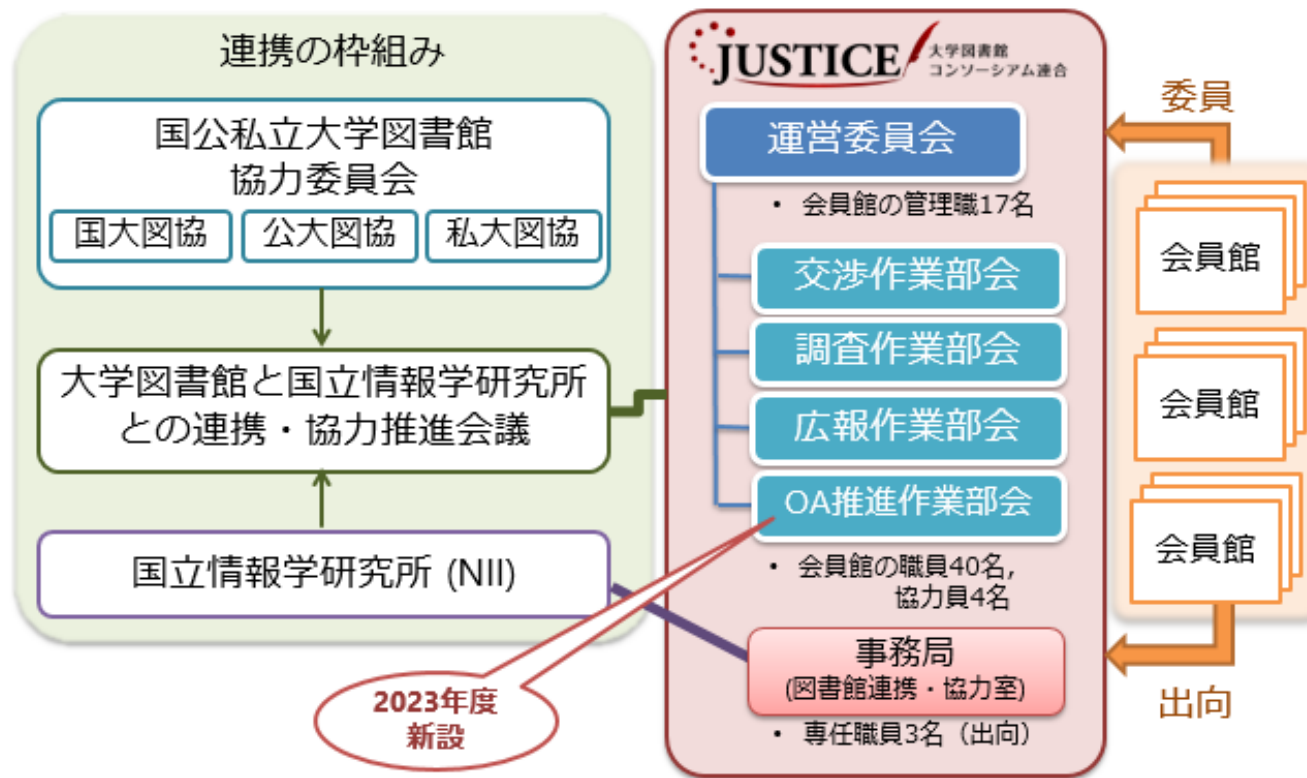 連携の枠組み
国公私立大学図書館
協力委員会
国大図協
公大図協
私大図協
大学図書館と国立情報学研究所
との連携・協力推進会議
国立情報学研究所 (NII)
2023年度
新設
JUSTICE
大学図書館
コンソーシアム連合
運営委員会
• 会員館の管理職17名
交渉作業部会
調査作業部会
広報作業部会
OA推進作業部会
• 会員館の職員40名,
協力員4名
事務局
(図書館連携・協力室)
• 専任職員3名（出向）
委員
会員館
会員館
会員館
出向